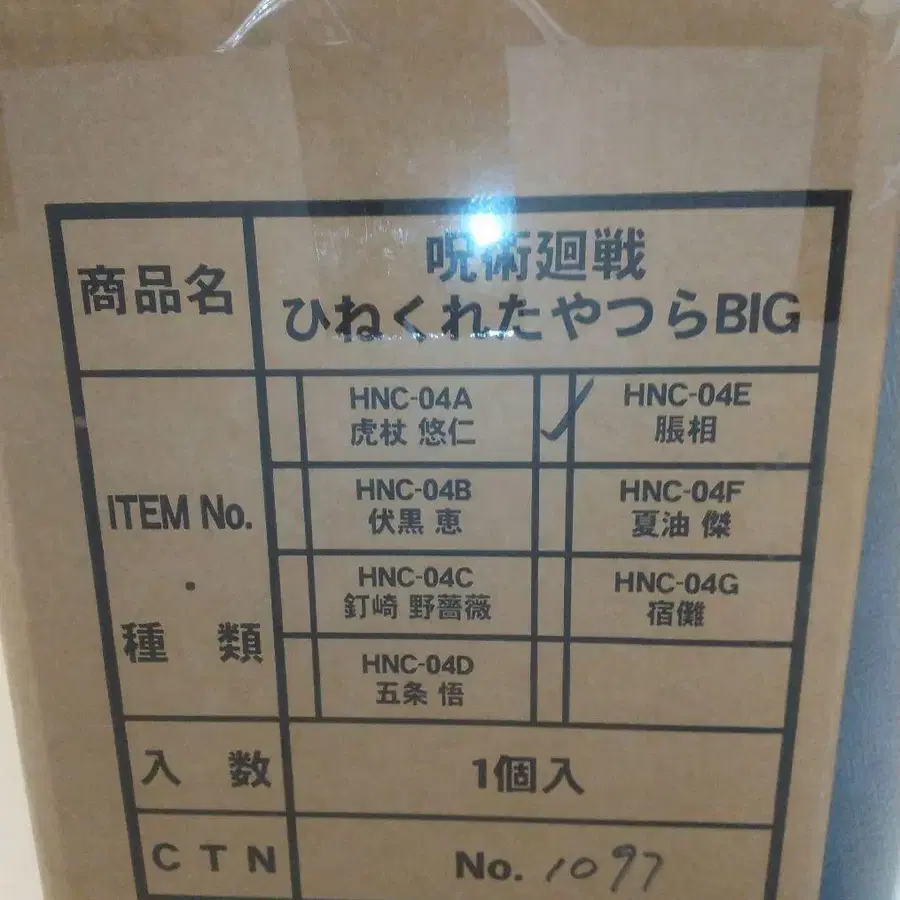 商品名
呪術廻戦
ひねくれたやつらBIG
ITEM No.
・
種 類
HNC-04A
虎杖 悠仁
HNC-04B
伏黒 恵
HNC-04C
釘崎 野薔薇
HNC-04D
五条 悟
✓
HNC-04E
脹相
HNC-04F
夏油 傑
HNC-04G
宿儺
入 数
1個入
C T N
No. 1097